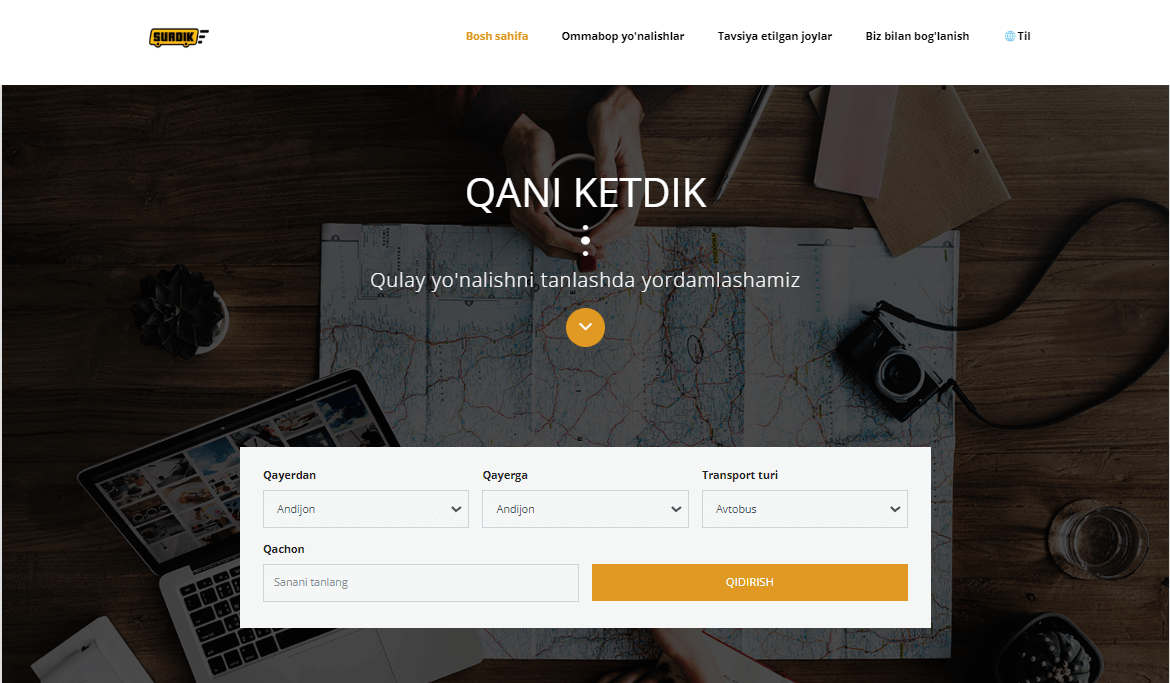 SURDIK
Bosh sahifa Ommabop yo'nalishlar Tavsiya etilgan joylar Biz bilan bog'lanish Til
QANI KETDIK
Qulay yo'nalishni tanlashda yordamlashamiz
Qayerdan Qayerga Transport turi
Andijon Andijon Avtobus
Qachon
Sanani tanlang QIDIRISH